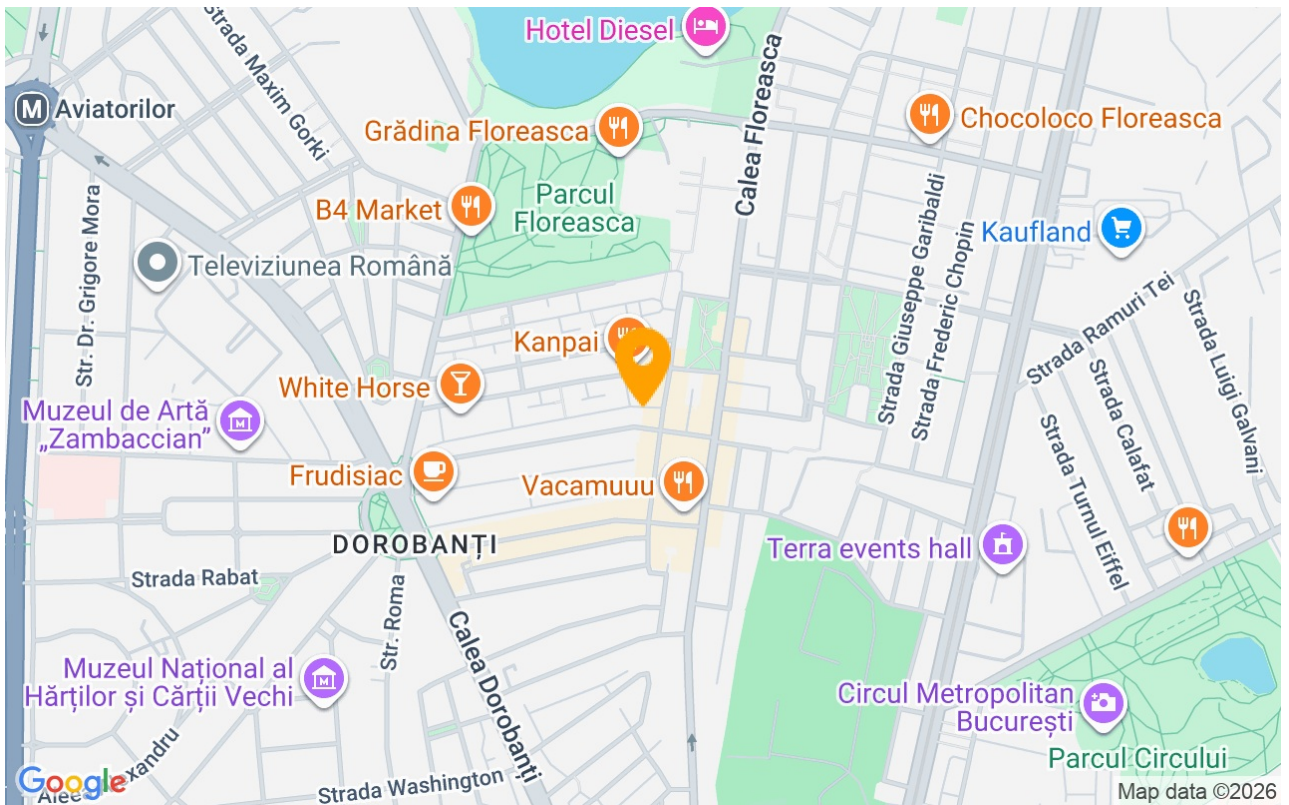 Hotel Diesel
Strada Maxim Gorki
Aviatorilor
Grădina Floreasca
Calea Floreasca
Chocoloco Floreasca
B4 Market
Parcul
Floreasca
Str. Dr. Grigore Mora
Televiziunea Română
Strada Giuseppe Garibaldi
Strada Frederic Chopin
Kaufland
Strada Ramuri Tei
Strada Luigi Galvani
Kanpai
White Horse
Muzeul de Artă
„Zambaccian”
Strada Calafat
Strada Turnul Eiffel
Frudisiac
Vacamuuu
DOROBANȚI
Terra events hall
Strada Rabat
Str. Roma
Calea Dorobanți
Muzeul Național al
Hărților și Cărții Vechi
Circul Metropolitan
București
Parcul Circului
Strada Washington
Google
Map data ©2026